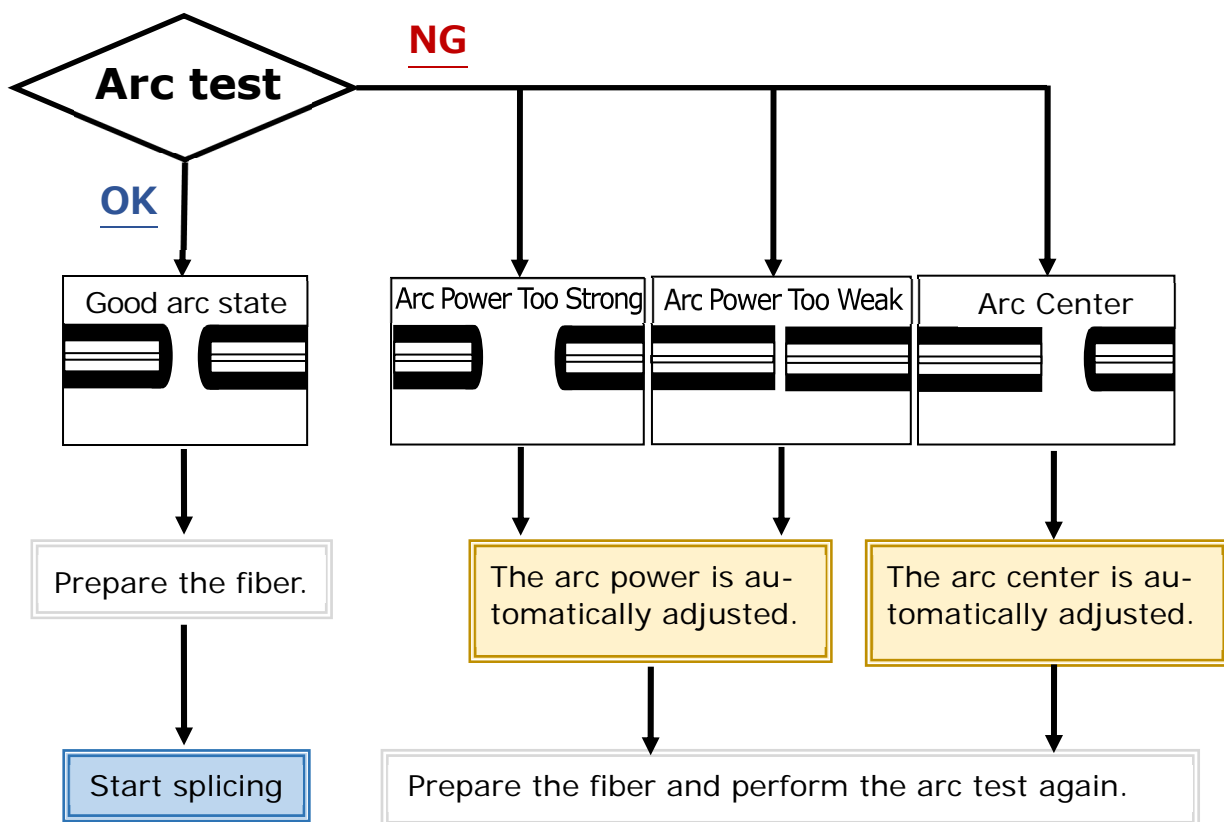 Arc test
NG
OK
Good arc state
Arc Power Too Strong
Arc Power Too Weak
Arc Center
Prepare the fiber.
The arc power is au-
tomatically adjusted.
The arc center is au-
tomatically adjusted.
Start splicing
Prepare the fiber and perform the arc test again.